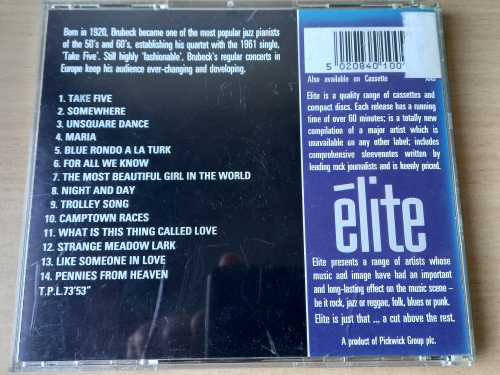 Born in 1920, Brubeck became one of the most popular jazz pianists
of the 50's and 60's, establishing his quartet with the 1961 single,
'Take Five'. Still highly 'fashionable', Brubeck's regular concerts in
Europe keep his audience ever-changing and developing.
1. TAKE FIVE
2. SOMEWHERE
3. UNSQUARE DANCE
4. MARIA
5. BLUE RONDO A LA TURK
6. FOR ALL WE KNOW
7. THE MOST BEAUTIFUL GIRL IN THE WORLD
8. NIGHT AND DAY
9. TROLLEY SONG
10. CAMPTOWN RACES
11. WHAT IS THIS THING CALLED LOVE
12. STRANGE MEADOW LARK
13. LIKE SOMEONE IN LOVE
14. PENNIES FROM HEAVEN
T.P.L.73'53"
5 020840 100
Also available on Cassette
Elite is a quality range of cassettes and
compact discs. Each release has a running
time of over 60 minutes; is a totally new
compilation of a major artist which is
unavailable on any other label; includes
comprehensive sleevenotes written by
leading rock journalists and is keenly priced.
élite
Elite presents a range of artists whose
music and image have had an important
and long-lasting effect on the music scene –
be it rock, jazz or reggae, folk, blues or punk.
Elite is just that ... a cut above the rest.
A product of Pickwick Group plc.